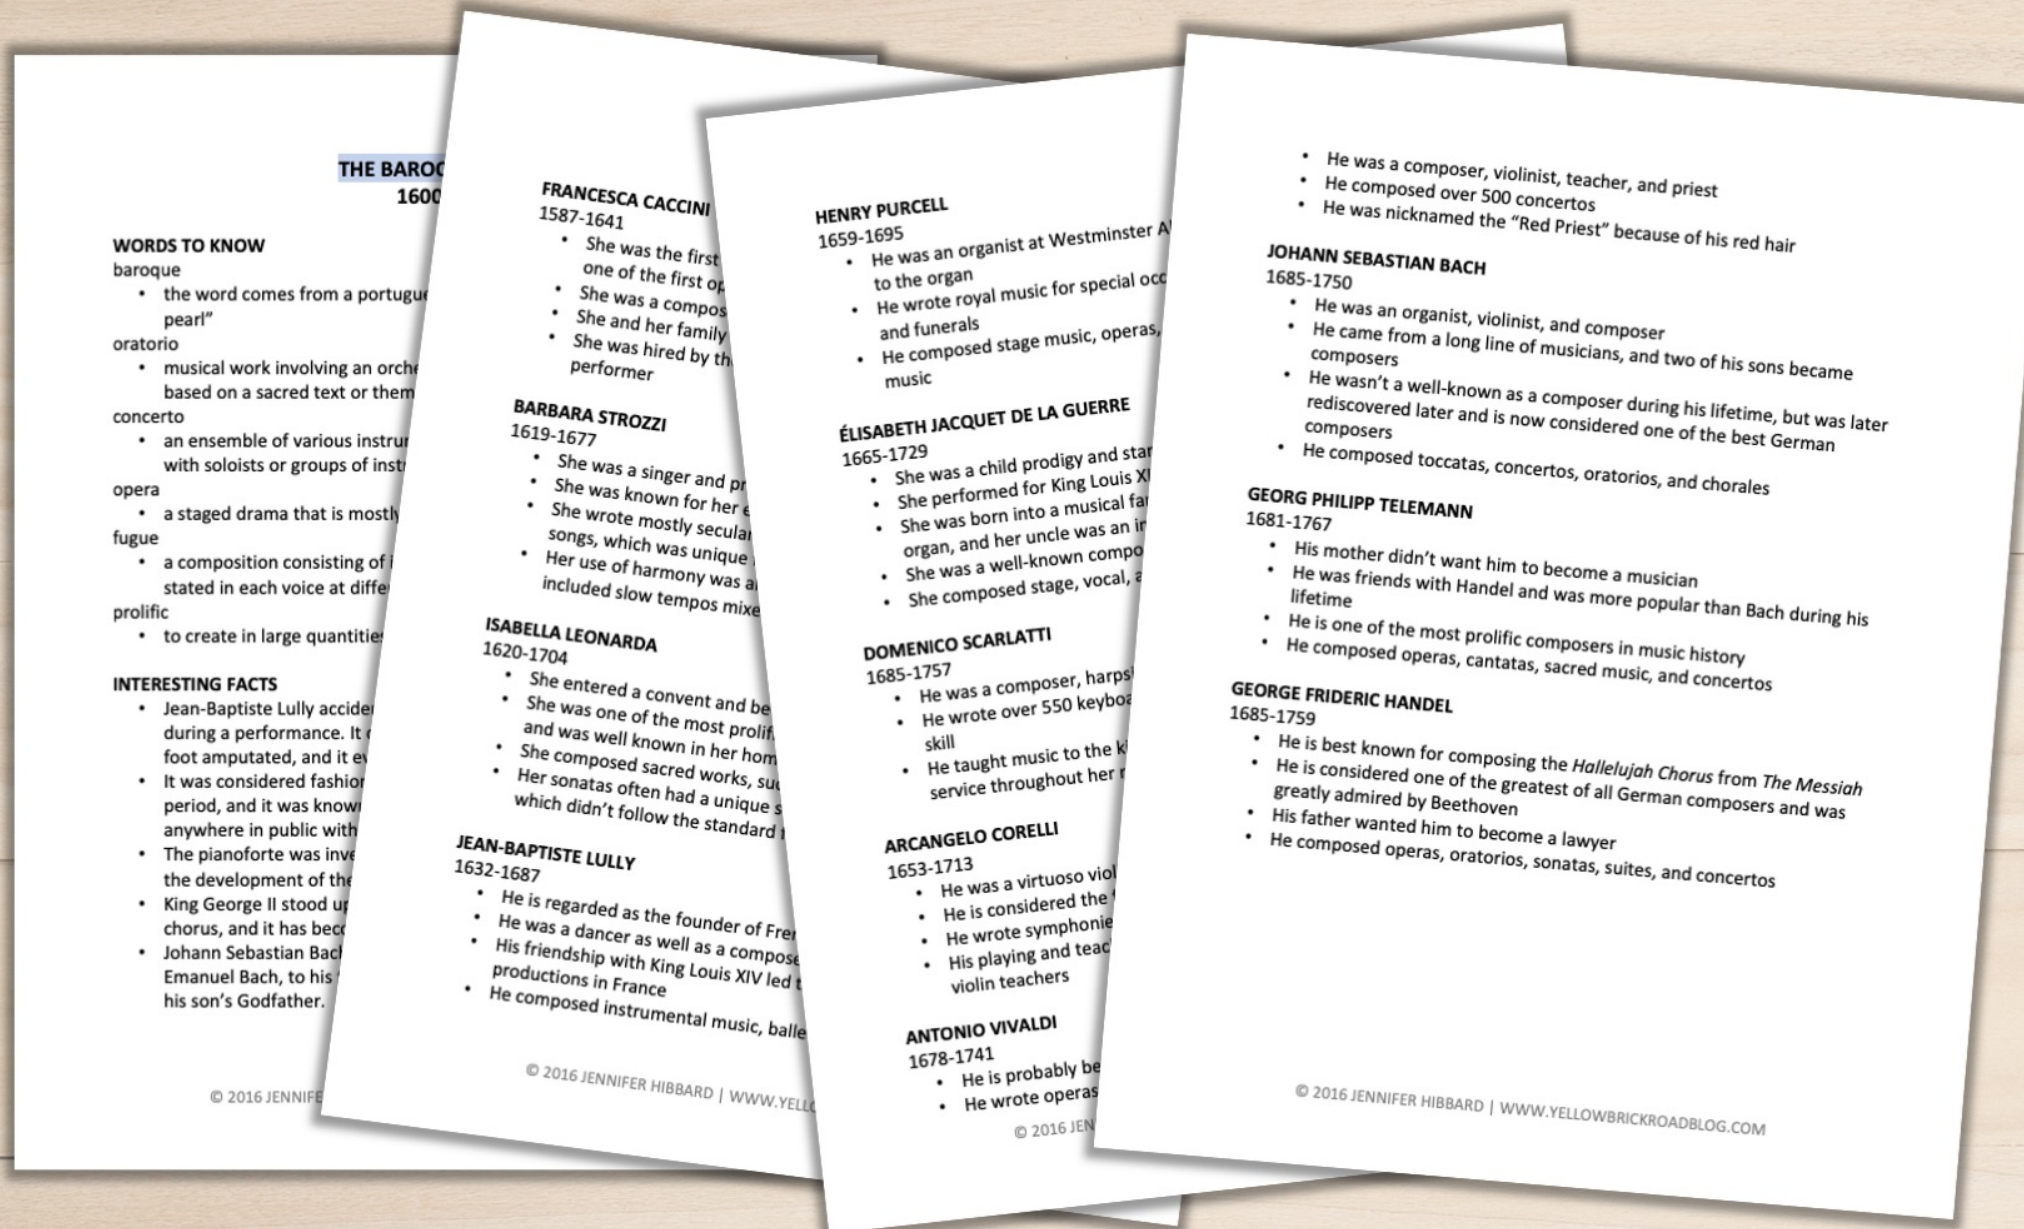 THE BAROC
1600
WORDS TO KNOW
baroque
• the word comes from a portugue
pearl”
oratorio
• musical work involving an orche
based on a sacred text or them
concerto
• an ensemble of various instrur
with soloists or groups of inst
opera
• a staged drama that is mostly
fugue
• a composition consisting of i
stated in each voice at diffe
prolific
• to create in large quantities
INTERESTING FACTS
• Jean-Baptiste Lully accider
during a performance. It
foot amputated, and it ev
• It was considered fashior
period, and it was know
anywhere in public with
• The pianoforte was inve
the development of the
• King George II stood up
chorus, and it has beco
• Johann Sebastian Bach
Emanuel Bach, to his
his son’s Godfather.
© 2016 JENNIFE
FRANCESCA CACCINI
1587-1641
• She was the first
one of the first op
• She was a compos
• She and her family
• She was hired by th
performer
BARBARA STROZZI
1619-1677
• She was a singer and pr
• She was known for her e
• She wrote mostly secular
songs, which was unique
• Her use of harmony was a
included slow tempos mixe
ISABELLA LEONARDA
1620-1704
• She entered a convent and be
• She was one of the most prolif
and was well known in her hom
• She composed sacred works, suc
• Her sonatas often had a unique s
which didn’t follow the standard
JEAN-BAPTISTE LULLY
1632-1687
• He is regarded as the founder of Fren
• He was a dancer as well as a compose
• His friendship with King Louis XIV led t
productions in France
• He composed instrumental music, balle
© 2016 JENNIFER HIBBARD | WWW.YELLO
HENRY PURCELL
1659-1695
• He was an organist at Westminster A
to the organ
• He wrote royal music for special occ
and funerals
• He composed stage music, operas,
music
ÉLISABETH JACQUET DE LA GUERRE
1665-1729
• She was a child prodigy and star
• She performed for King Louis XI
• She was born into a musical fa
organ, and her uncle was an in
• She was a well-known compo
• She composed stage, vocal, a
DOMENICO SCARLATTI
1685-1757
• He was a composer, harpsi
• He wrote over 550 keyboa
skill
• He taught music to the ki
service throughout her r
ARCANGELO CORELLI
1653-1713
• He was a virtuoso viol
• He is considered the
• He wrote symphonie
• His playing and teac
violin teachers
ANTONIO VIVALDI
1678-1741
• He is probably be
• He wrote operas
© 2016 JEN
• He was a composer, violinist, teacher, and priest
• He composed over 500 concertos
• He was nicknamed the “Red Priest” because of his red hair
JOHANN SEBASTIAN BACH
1685-1750
• He was an organist, violinist, and composer
• He came from a long line of musicians, and two of his sons became
composers
• He wasn’t a well-known as a composer during his lifetime, but was later
rediscovered later and is now considered one of the best German
composers
• He composed toccatas, concertos, oratorios, and chorales
GEORG PHILIPP TELEMANN
1681-1767
• His mother didn’t want him to become a musician
• He was friends with Handel and was more popular than Bach during his
lifetime
• He is one of the most prolific composers in music history
• He composed operas, cantatas, sacred music, and concertos
GEORGE FRIDERIC HANDEL
1685-1759
• He is best known for composing the Hallelujah Chorus from The Messiah
• He is considered one of the greatest of all German composers and was
greatly admired by Beethoven
• His father wanted him to become a lawyer
• He composed operas, oratorios, sonatas, suites, and concertos
© 2016 JENNIFER HIBBARD | WWW.YELLOWBRICKROADBLOG.COM